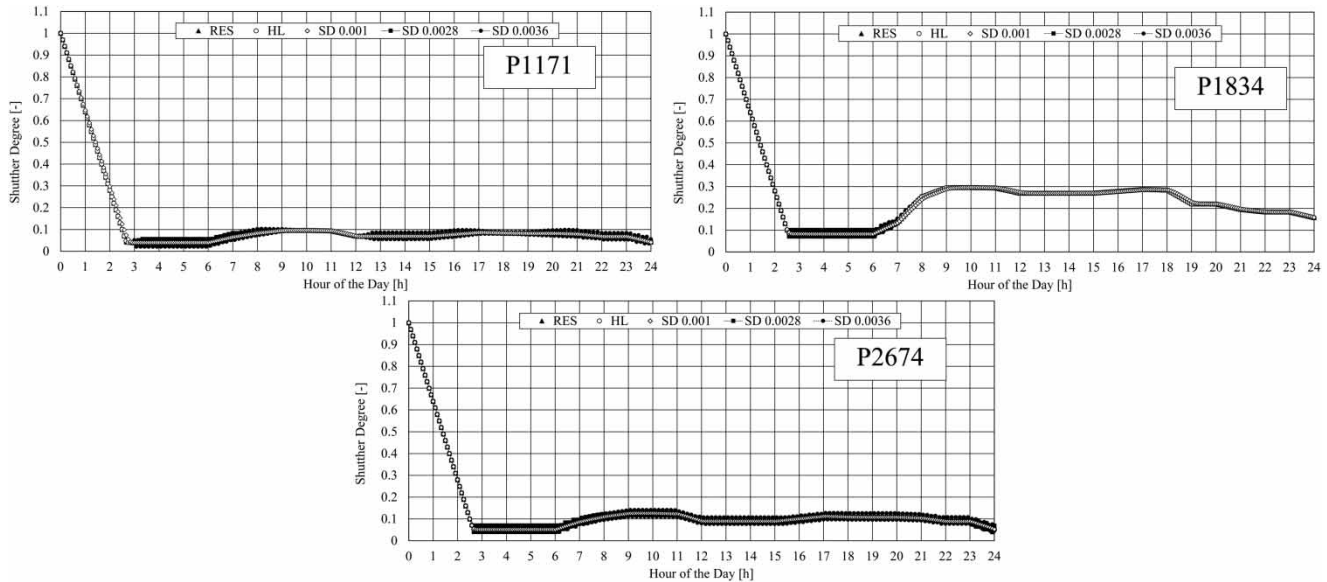 1.1
RES HL SD 0.001 SD 0.0028 SD 0.0036
1
P1171
0.9
0.8
0.7
0.6
0.5
0.4
0.3
0.2
0.1
0
Shutther Degree [-]
0 1 2 3 4 5 6 7 8 9 10 11 12 13 14 15 16 17 18 19 20 21 22 23 24
Hour of the Day [h]
1.1
RES HL SD 0.001 SD 0.0028 SD 0.0036
1
P1834
0.9
0.8
0.7
0.6
0.5
0.4
0.3
0.2
0.1
0
Shutther Degree [-]
0 1 2 3 4 5 6 7 8 9 10 11 12 13 14 15 16 17 18 19 20 21 22 23 24
Hour of the Day [h]
1.1
RES HL SD 0.001 SD 0.0028 SD 0.0036
1
P2674
0.9
0.8
0.7
0.6
0.5
0.4
0.3
0.2
0.1
0
Shutther Degree [-]
0 1 2 3 4 5 6 7 8 9 10 11 12 13 14 15 16 17 18 19 20 21 22 23 24
Hour of the Day [h]